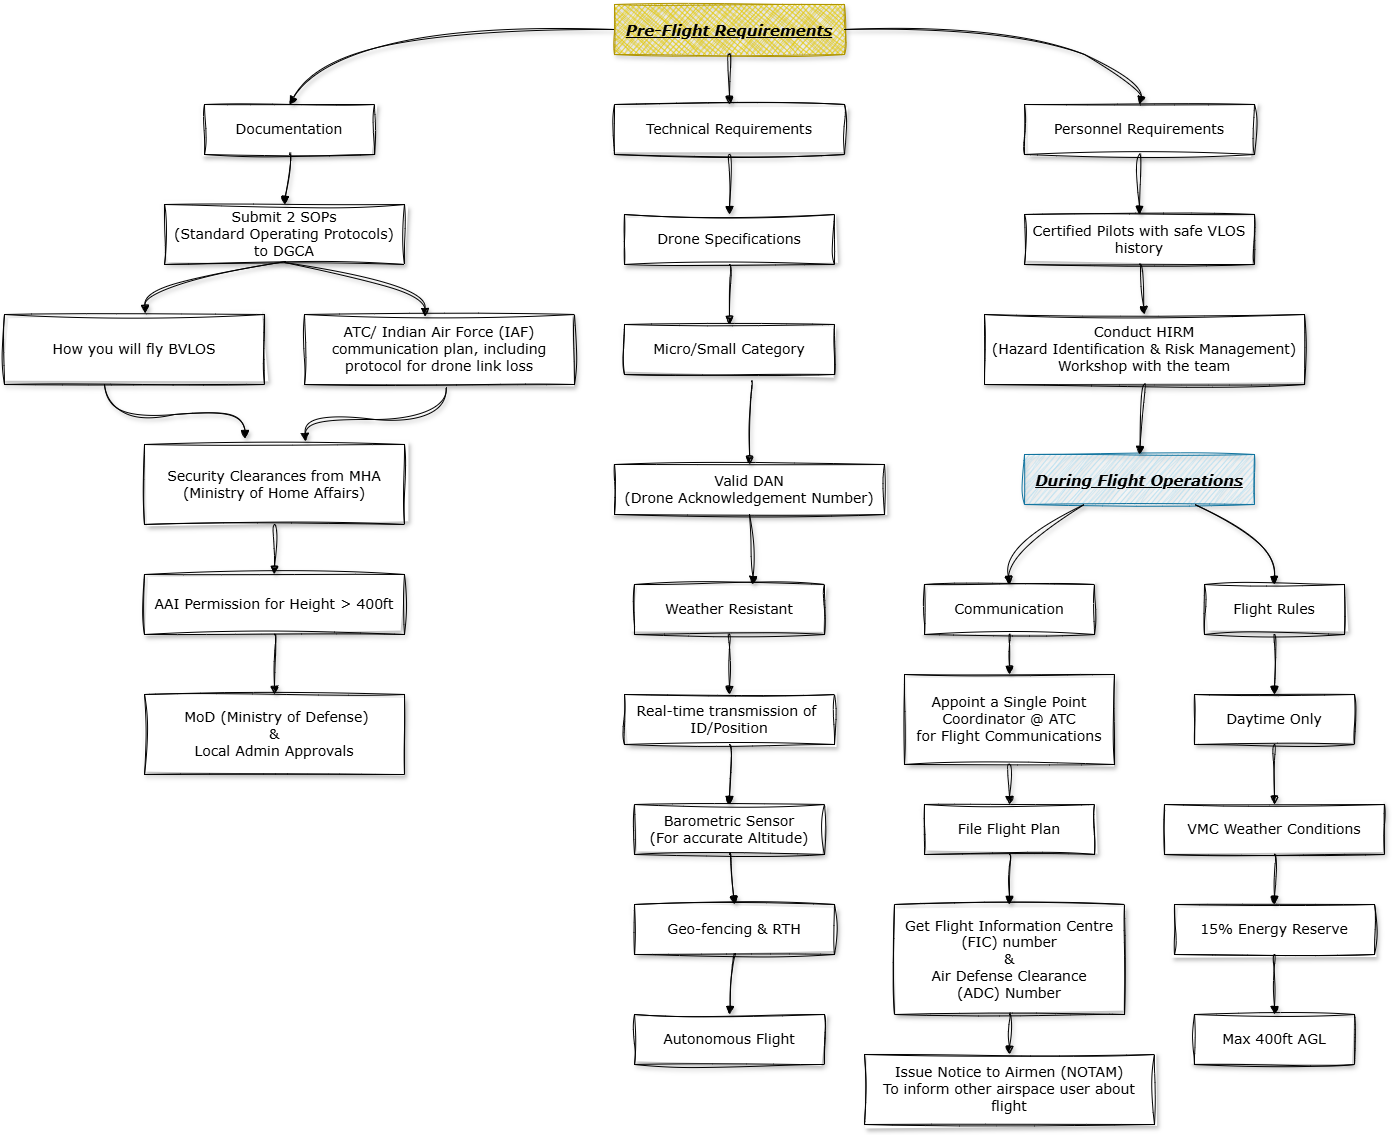 Pre-Flight Requirements
Documentation
Technical Requirements
Personnel Requirements
Submit 2 SOPs
(Standard Operating Protocols)
to DGCA
Drone Specifications
Certified Pilots with safe VLOS
history
How you will fly BVLOS
ATC/ Indian Air Force (IAF)
communication plan, including
protocol for drone link loss
Micro/Small Category
Conduct HIRM
(Hazard Identification & Risk Management)
Workshop with the team
Security Clearances from MHA
(Ministry of Home Affairs)
Valid DAN
(Drone Acknowledgement Number)
During Flight Operations
AAI Permission for Height > 400ft
Weather Resistant
Communication
Flight Rules
MoD (Ministry of Defense)
&
Local Admin Approvals
Real-time transmission of
ID/Position
Appoint a Single Point
Coordinator @ ATC
for Flight Communications
Daytime Only
Barometric Sensor
(For accurate Altitude)
File Flight Plan
VMC Weather Conditions
Geo-fencing & RTH
Get Flight Information Centre
(FIC) number
&
Air Defense Clearance
(ADC) Number
15% Energy Reserve
Autonomous Flight
Issue Notice to Airmen (NOTAM)
To inform other airspace user about
flight
Max 400ft AGL